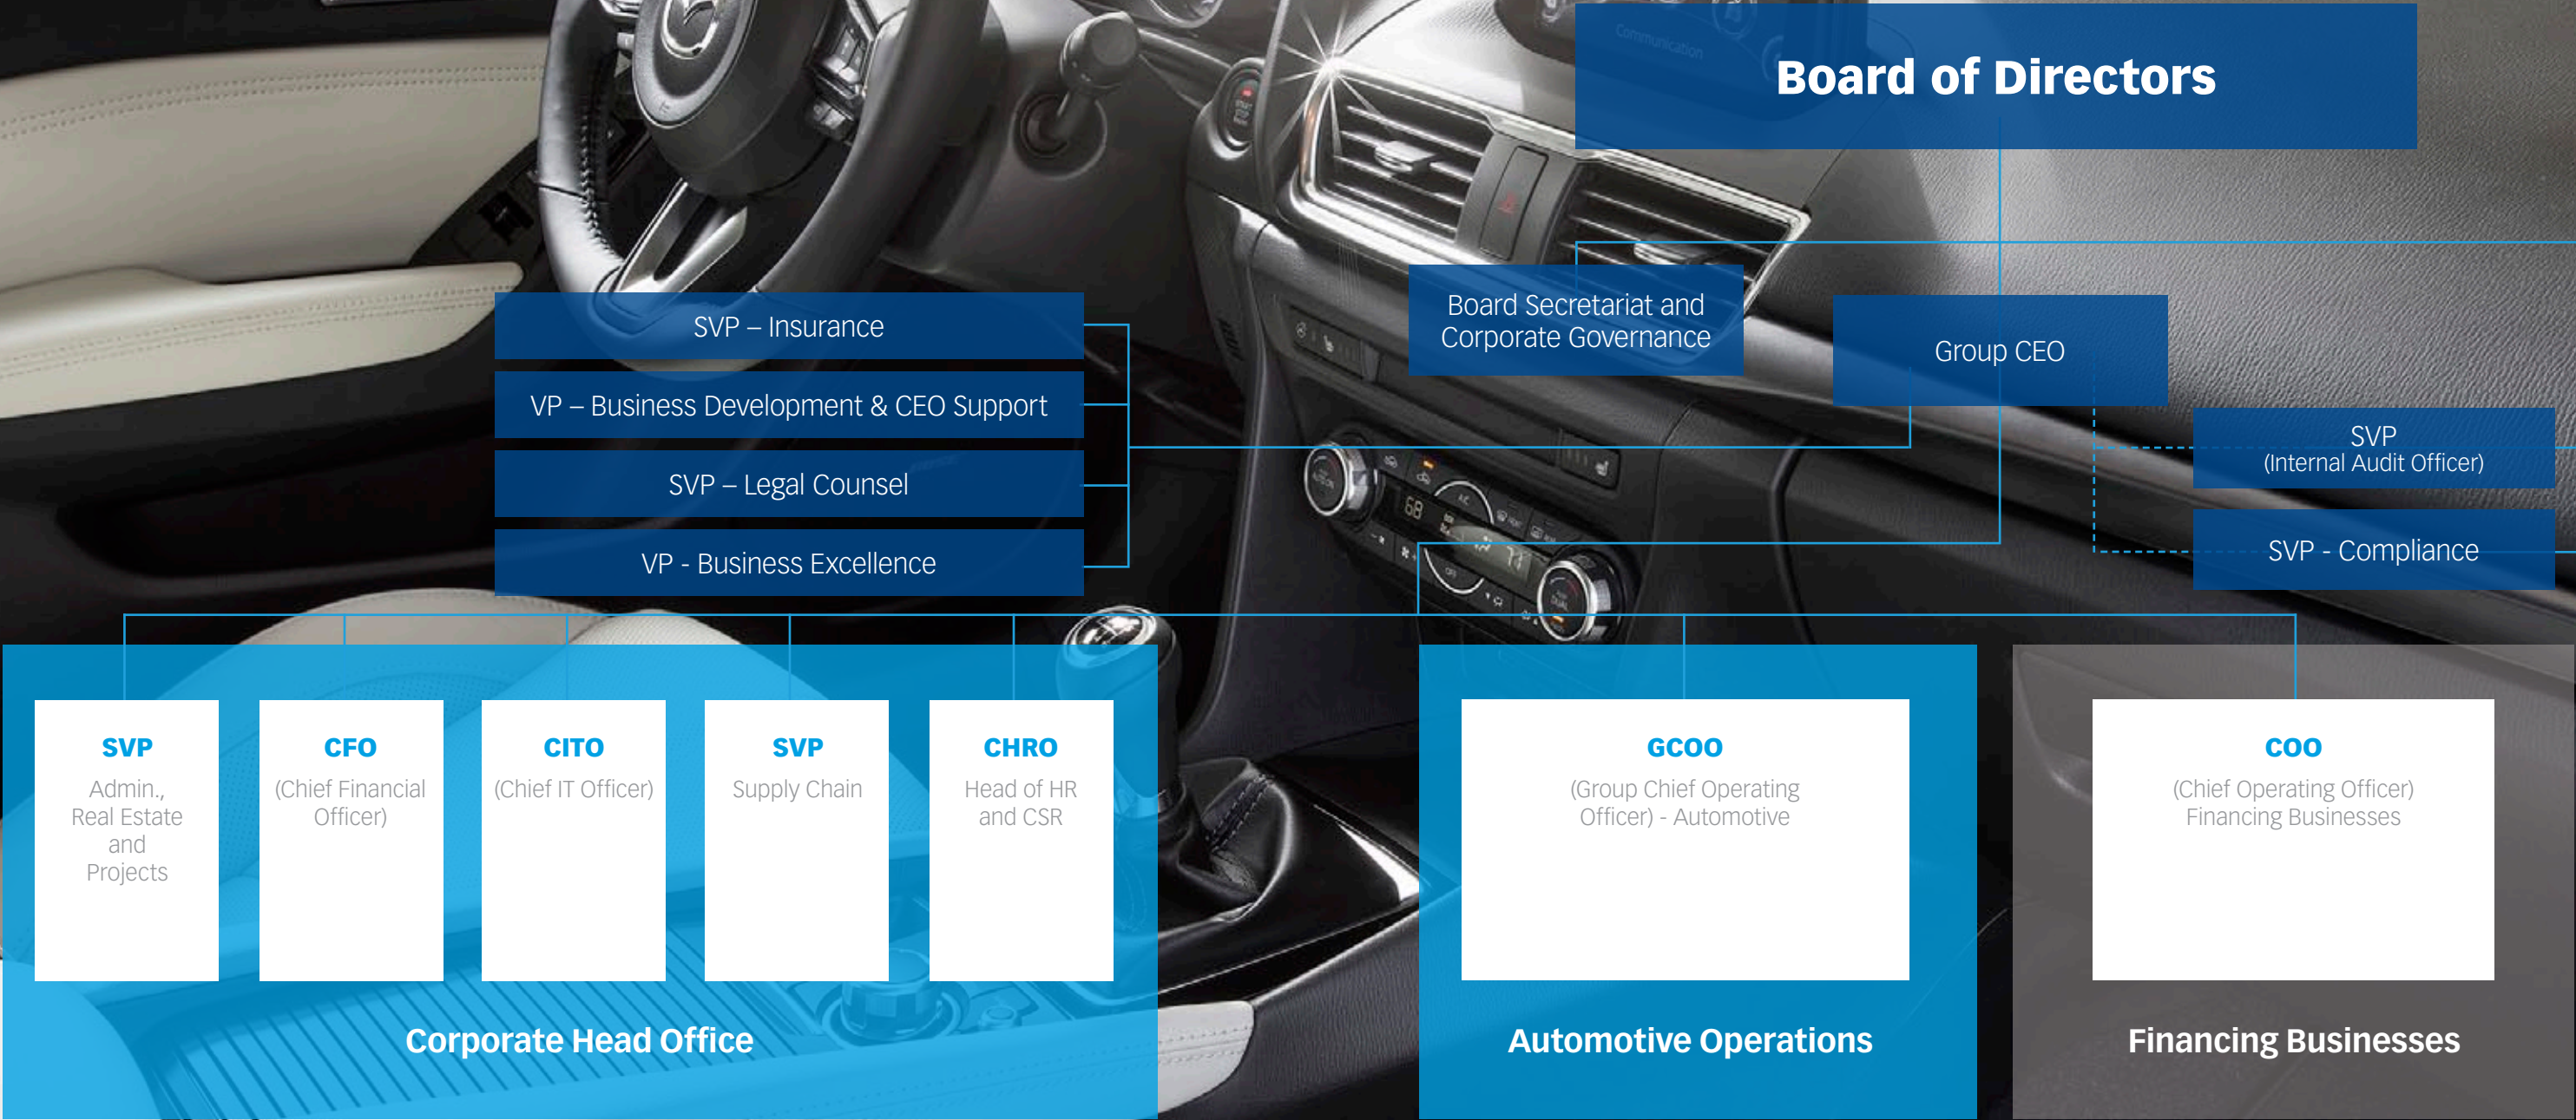 Communication
Board of Directors
Board Secretariat and
Corporate Governance
Group CEO
SVP – Insurance
VP – Business Development & CEO Support
SVP – Legal Counsel
VP - Business Excellence
SVP
(Internal Audit Officer)
SVP - Compliance
68
74
SVP
Admin.,
Real Estate
and
Projects
CFO
(Chief Financial
Officer)
CITO
(Chief IT Officer)
SVP
Supply Chain
CHRO
Head of HR
and CSR
Corporate Head Office
GCOO
(Group Chief Operating
Officer) - Automotive
Automotive Operations
COO
(Chief Operating Officer)
Financing Businesses
Financing Businesses